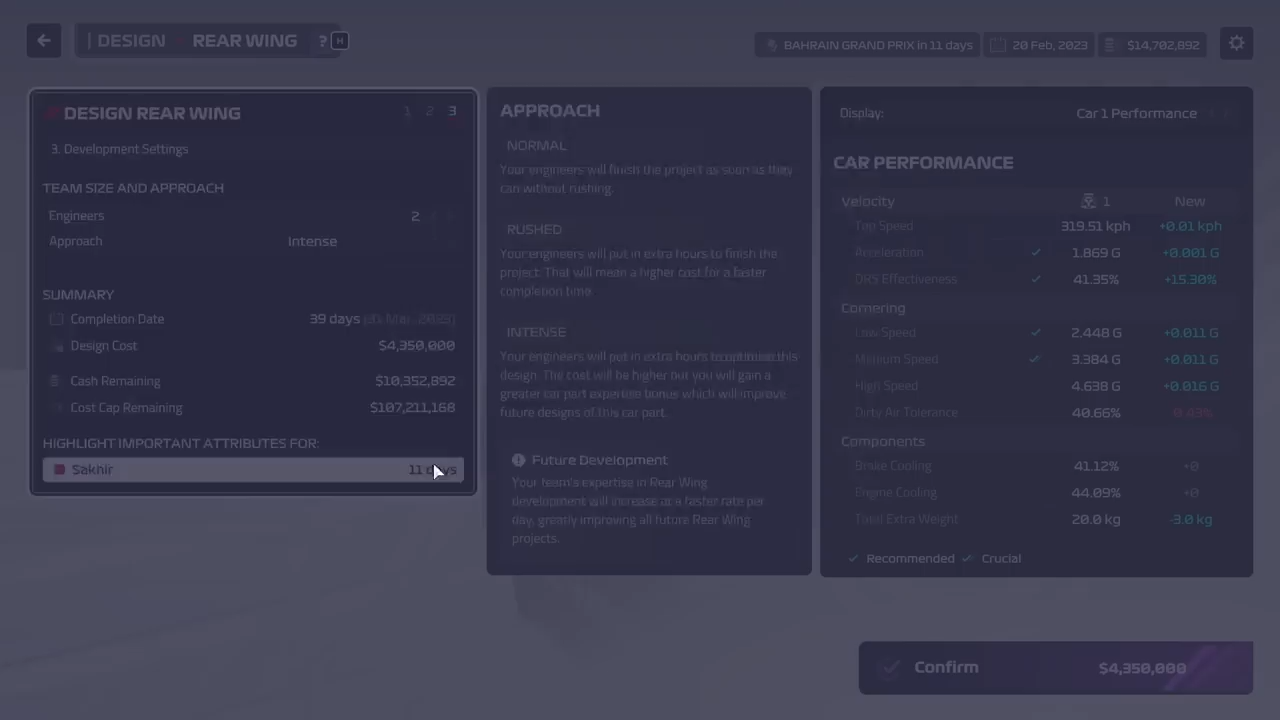 DESIGN REAR WING ? H
BAHRAIN GRAND PRIX in 11 days
20 Feb, 2023
$14,702,892
DESIGN REAR WING
1 2 3
3. Development Settings
TEAM SIZE AND APPROACH
Engineers 2
Approach Intense
SUMMARY
Completion Date 39 days (31 Mar, 2023)
Design Cost $4,350,000
Cash Remaining $10,352,892
Cost Cap Remaining $107,211,168
HIGHLIGHT IMPORTANT ATTRIBUTES FOR:
Sakhir 11 days
APPROACH
NORMAL
Your engineers will finish the project as soon as they
can without rushing.
RUSHED
Your engineers will put in extra hours to finish the
project. That will mean a higher cost for a faster
completion time.
INTENSE
Your engineers will put in extra hours to optimise this
design. The cost will be higher but you will gain a
greater car part expertise bonus which will improve
future designs of this car part.
Future Development
Your team's expertise in Rear Wing
development will increase at a faster rate per
day, greatly improving all future Rear Wing
projects.
Display: Car 1 Performance
CAR PERFORMANCE
Velocity 1 New
Top Speed 319.51 kph +0.01 kph
Acceleration 1.869 G +0.001 G
DRS Effectiveness 41.35% +15.30%
Cornering
Low Speed 2.448 G +0.011 G
Medium Speed 3.384 G +0.011 G
High Speed 4.638 G +0.016 G
Dirty Air Tolerance 40.66% -0.43%
Components
Brake Cooling 41.12% +0
Engine Cooling 44.09% +0
Total Extra Weight 20.0 kg -3.0 kg
Recommended Crucial
Confirm $4,350,000